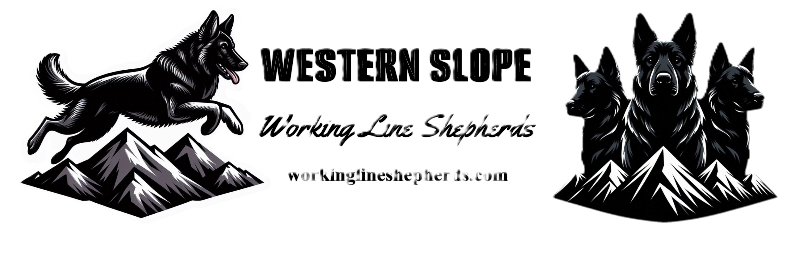 WESTERN SLOPE
Working Line Shepherds
workinglineshepherds.com